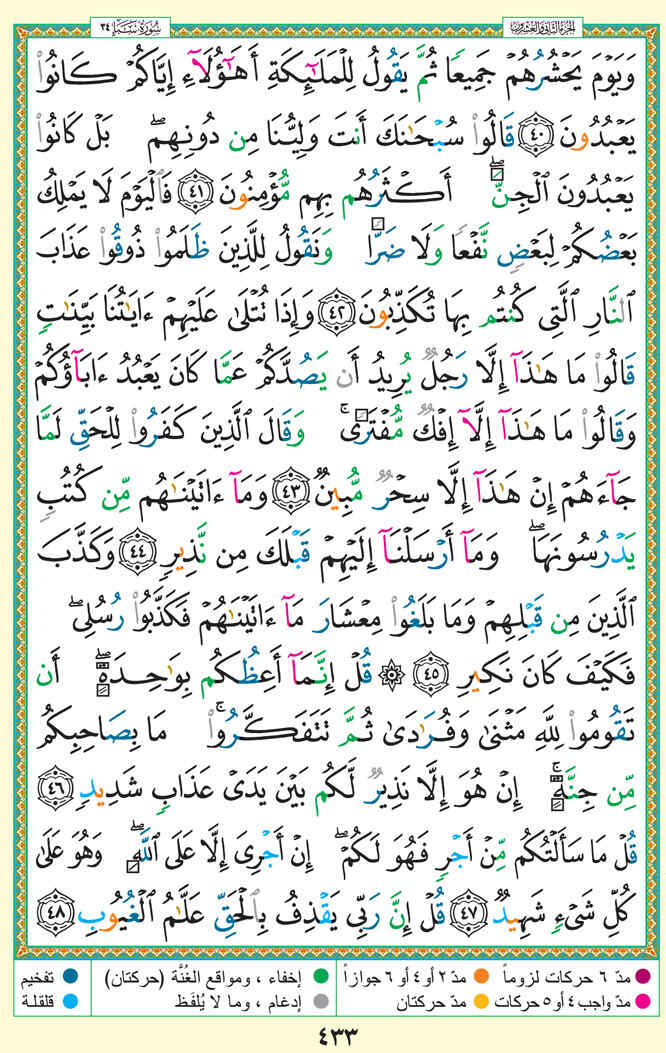 الجزء الثاني والعشرون
سُورَةُ سَبَإٍ ٣٤
وَيَوْمَ يَحْشُرُهُمْ جَمِيعًا ثُمَّ يَقُولُ لِلْمَلَـٰٓئِكَةِ أَهَـٰٓؤُلَآءِ إِيَّاكُمْ كَانُوا۟
يَعْبُدُونَ ٤٠ قَالُوا۟ سُبْحَـٰنَكَ أَنتَ وَلِيُّنَا مِن دُونِهِم ۖ بَلْ كَانُوا۟
يَعْبُدُونَ ٱلْجِنَّ ۖ أَكْثَرُهُم بِهِم مُّؤْمِنُونَ ٤١ فَٱلْيَوْمَ لَا يَمْلِكُ
بَعْضُكُمْ لِبَعْضٍ نَّفْعًا وَلَا ضَرًّا وَنَقُولُ لِلَّذِينَ ظَلَمُوا۟ ذُوقُوا۟ عَذَابَ
ٱلنَّارِ ٱلَّتِى كُنتُم بِهَا تُكَذِّبُونَ ٤٢ وَإِذَا تُتْلَىٰ عَلَيْهِمْ ءَايَـٰتُنَا بَيِّنَـٰتٍ
قَالُوا۟ مَا هَـٰذَآ إِلَّا رَجُلٌ يُرِيدُ أَن يَصُدَّكُمْ عَمَّا كَانَ يَعْبُدُ ءَابَآؤُكُمْ
وَقَالُوا۟ مَا هَـٰذَآ إِلَّآ إِفْكٌ مُّفْتَرًى ۚ وَقَالَ ٱلَّذِينَ كَفَرُوا۟ لِلْحَقِّ لَمَّا
جَآءَهُمْ إِنْ هَـٰذَآ إِلَّا سِحْرٌ مُّبِينٌ ٤٣ وَمَآ ءَاتَيْنَـٰهُم مِّن كُتُبٍ
يَدْرُسُونَهَا ۖ وَمَآ أَرْسَلْنَآ إِلَيْهِمْ قَبْلَكَ مِن نَّذِيرٍ ٤٤ وَكَذَّبَ
ٱلَّذِينَ مِن قَبْلِهِمْ وَمَا بَلَغُوا۟ مِعْشَارَ مَآ ءَاتَيْنَـٰهُمْ فَكَذَّبُوا۟ رُسُلِى ۖ
فَكَيْفَ كَانَ نَكِيرِ ٤٥ ۞ قُلْ إِنَّمَآ أَعِظُكُم بِوَٰحِدَةٍ ۖ أَن
تَقُومُوا۟ لِلَّهِ مَثْنَىٰ وَفُرَٰدَىٰ ثُمَّ تَتَفَكَّرُوا۟ ۚ مَا بِصَاحِبِكُم
مِّن جِنَّةٍ ۚ إِنْ هُوَ إِلَّا نَذِيرٌ لَّكُم بَيْنَ يَدَىْ عَذَابٍ شَدِيدٍ ٤٦
قُلْ مَا سَأَلْتُكُم مِّنْ أَجْرٍ فَهُوَ لَكُمْ ۖ إِنْ أَجْرِىَ إِلَّا عَلَى ٱللَّهِ ۖ وَهُوَ عَلَىٰ
كُلِّ شَىْءٍ شَهِيدٌ ٤٧ قُلْ إِنَّ رَبِّى يَقْذِفُ بِٱلْحَقِّ عَلَّـٰمُ ٱلْغُيُوبِ ٤٨
مدّ ٦ حركات لزوماً مدّ ٢ أو ٤ أو ٦ جوازاً إخفاء ، ومواقع الغُنَّة (حركتان) تفخيم
مدّ واجب ٤ أو ٥ حركات مدّ حركتان إدغام ، وما لا يُلفَظ قلقلة
٤٣٣